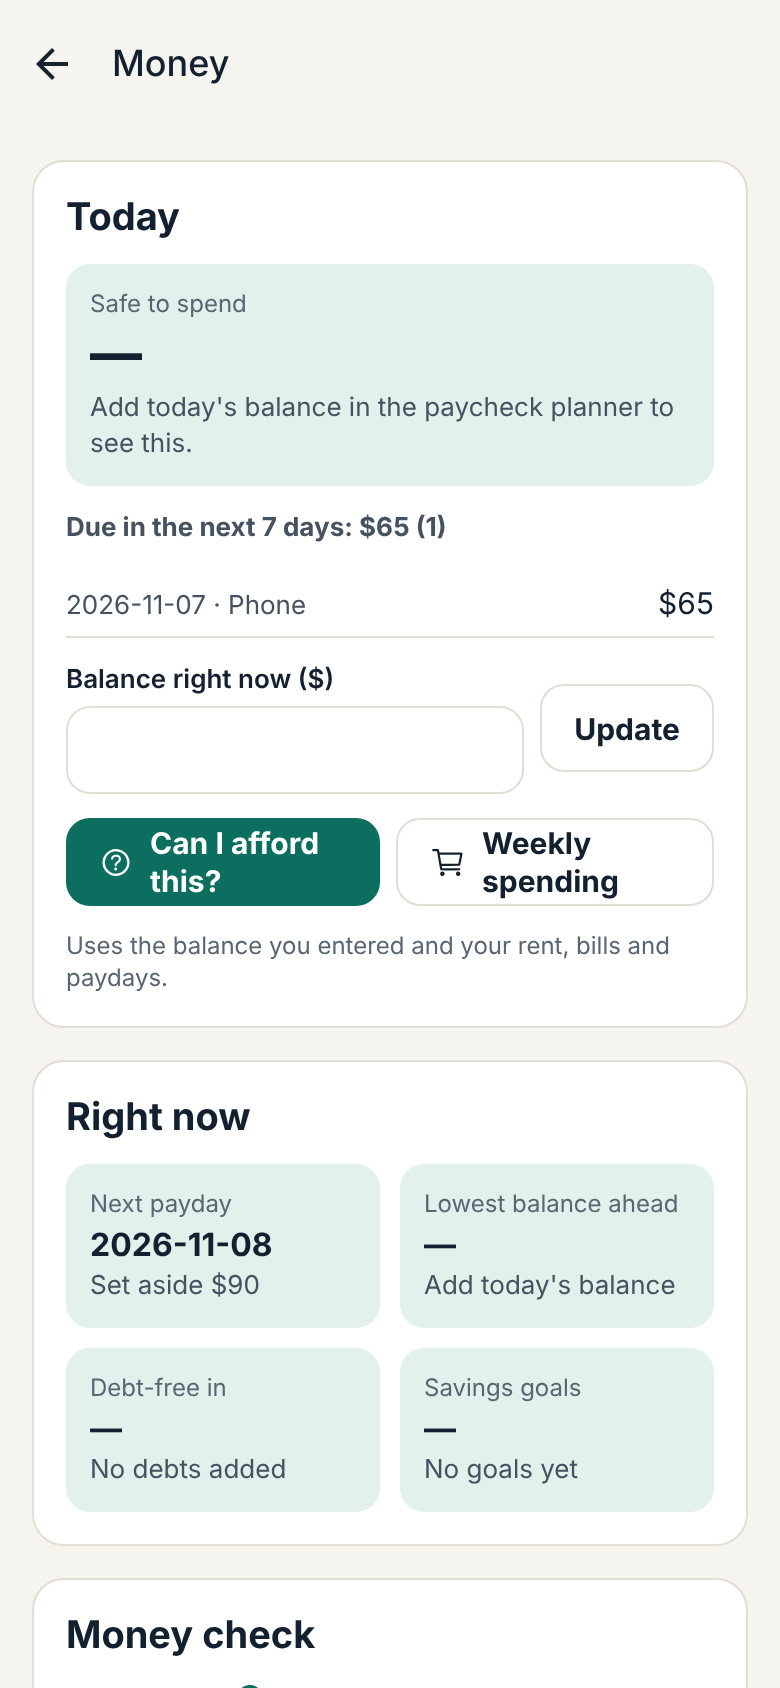 Money
Today
Safe to spend
—
Add today's balance in the paycheck planner to
see this.
Due in the next 7 days: $65 (1)
2026-11-07 · Phone
$65
Balance right now ($)
Update
Can I afford
this?
Weekly
spending
Uses the balance you entered and your rent, bills and
paydays.
Right now
Next payday
2026-11-08
Set aside $90
Lowest balance ahead
—
Add today's balance
Debt-free in
—
No debts added
Savings goals
—
No goals yet
Money check